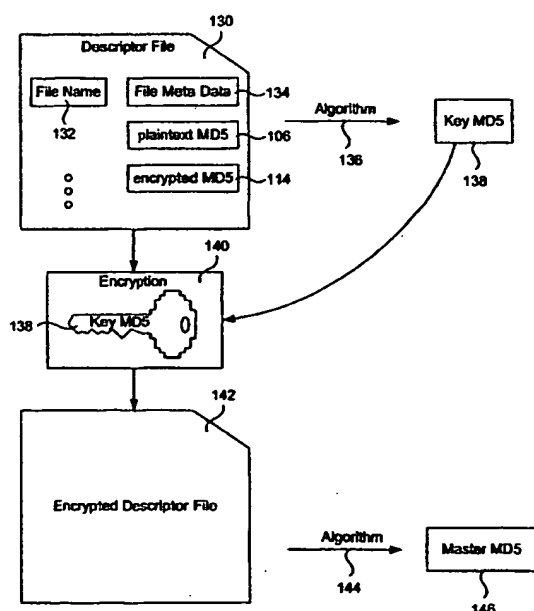 130
Descriptor File
File Name
File Meta Data
134
132
plaintext MD5
106
encrypted MD5
114
Algorithm
136
Key MD5
138
140
Encryption
138
Key MD5
142
Encrypted Descriptor File
Algorithm
144
Master MD5
146